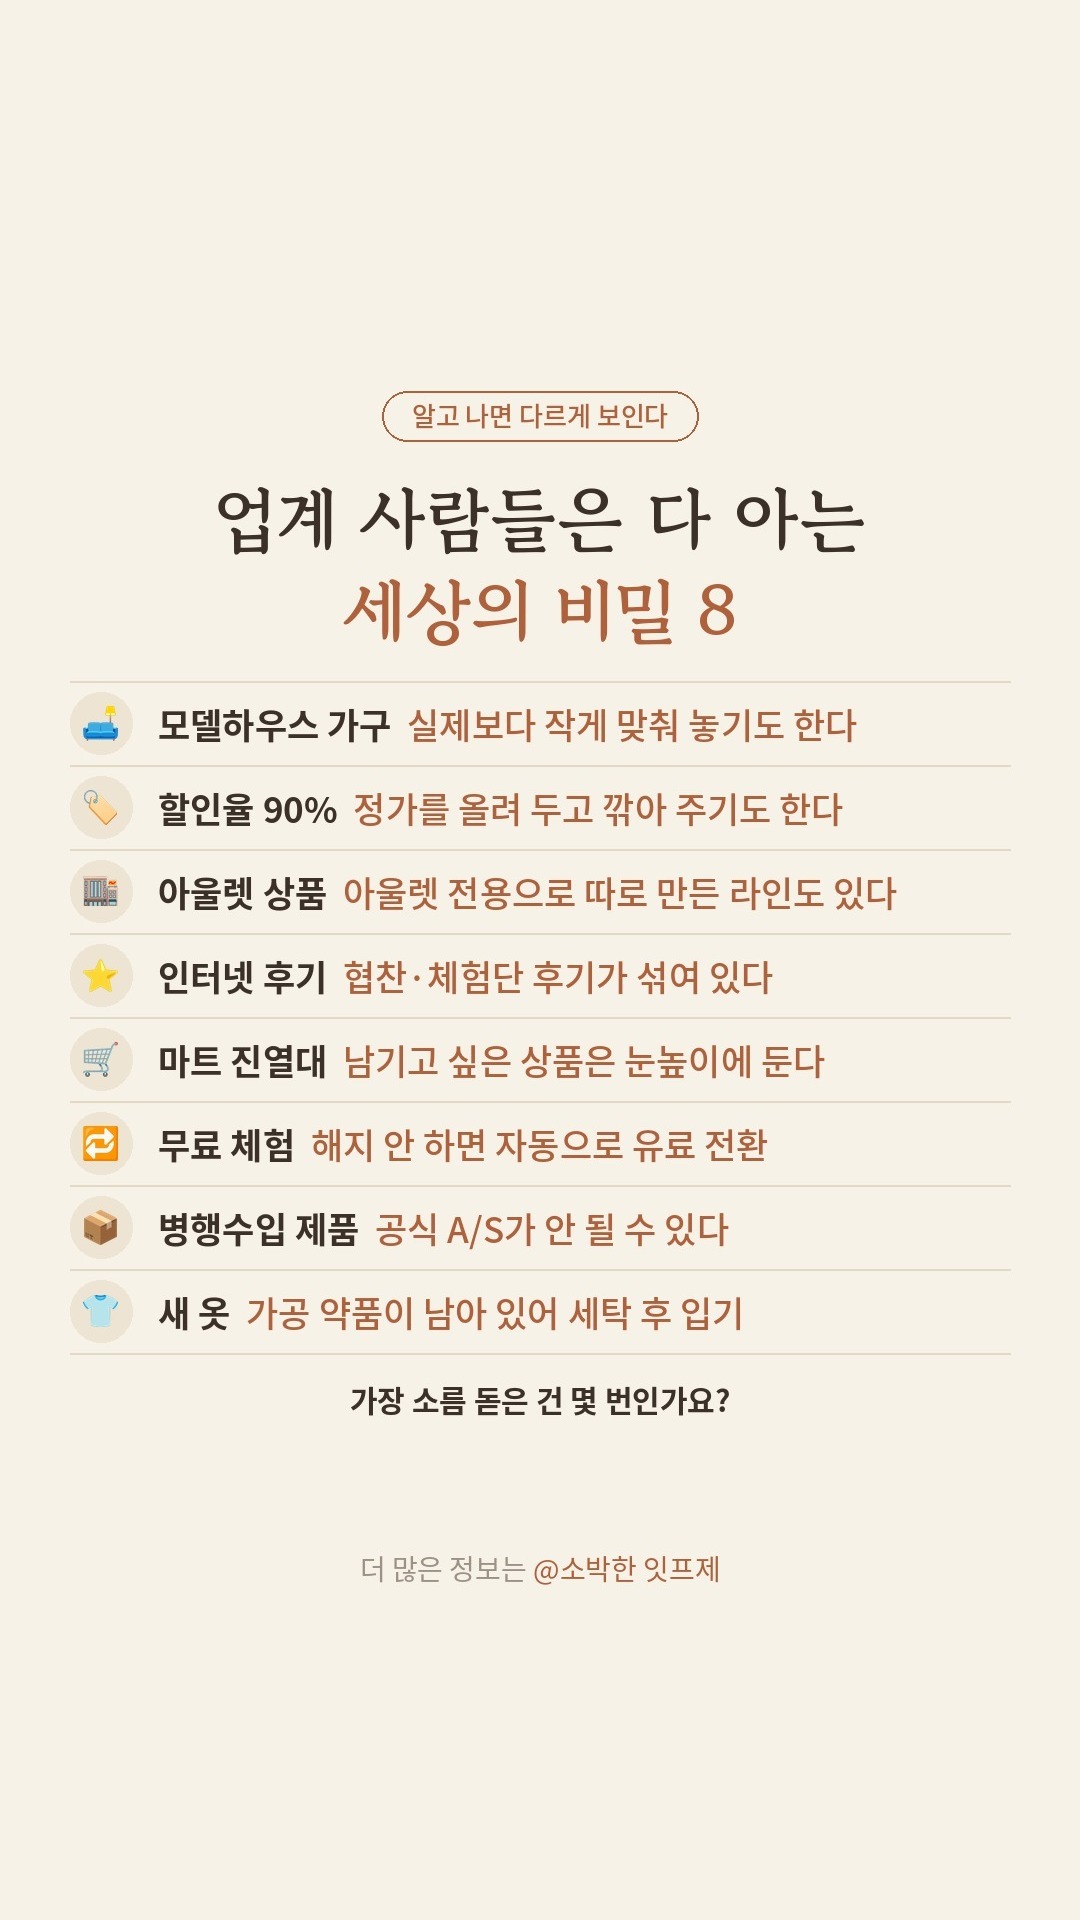 알고 나면 다르게 보인다
업계 사람들은 다 아는
세상의 비밀 8
모델하우스 가구 실제보다 작게 맞춰 놓기도 한다
할인율 90% 정가를 올려 두고 깎아 주기도 한다
아울렛 상품 아울렛 전용으로 따로 만든 라인도 있다
인터넷 후기 협찬·체험단 후기가 섞여 있다
마트 진열대 남기고 싶은 상품은 눈높이에 둔다
무료 체험 해지 안 하면 자동으로 유료 전환
병행수입 제품 공식 A/S가 안 될 수 있다
새 옷 가공 약품이 남아 있어 세탁 후 입기
가장 소름 돋은 건 몇 번인가요?
더 많은 정보는 @소박한 잇프제